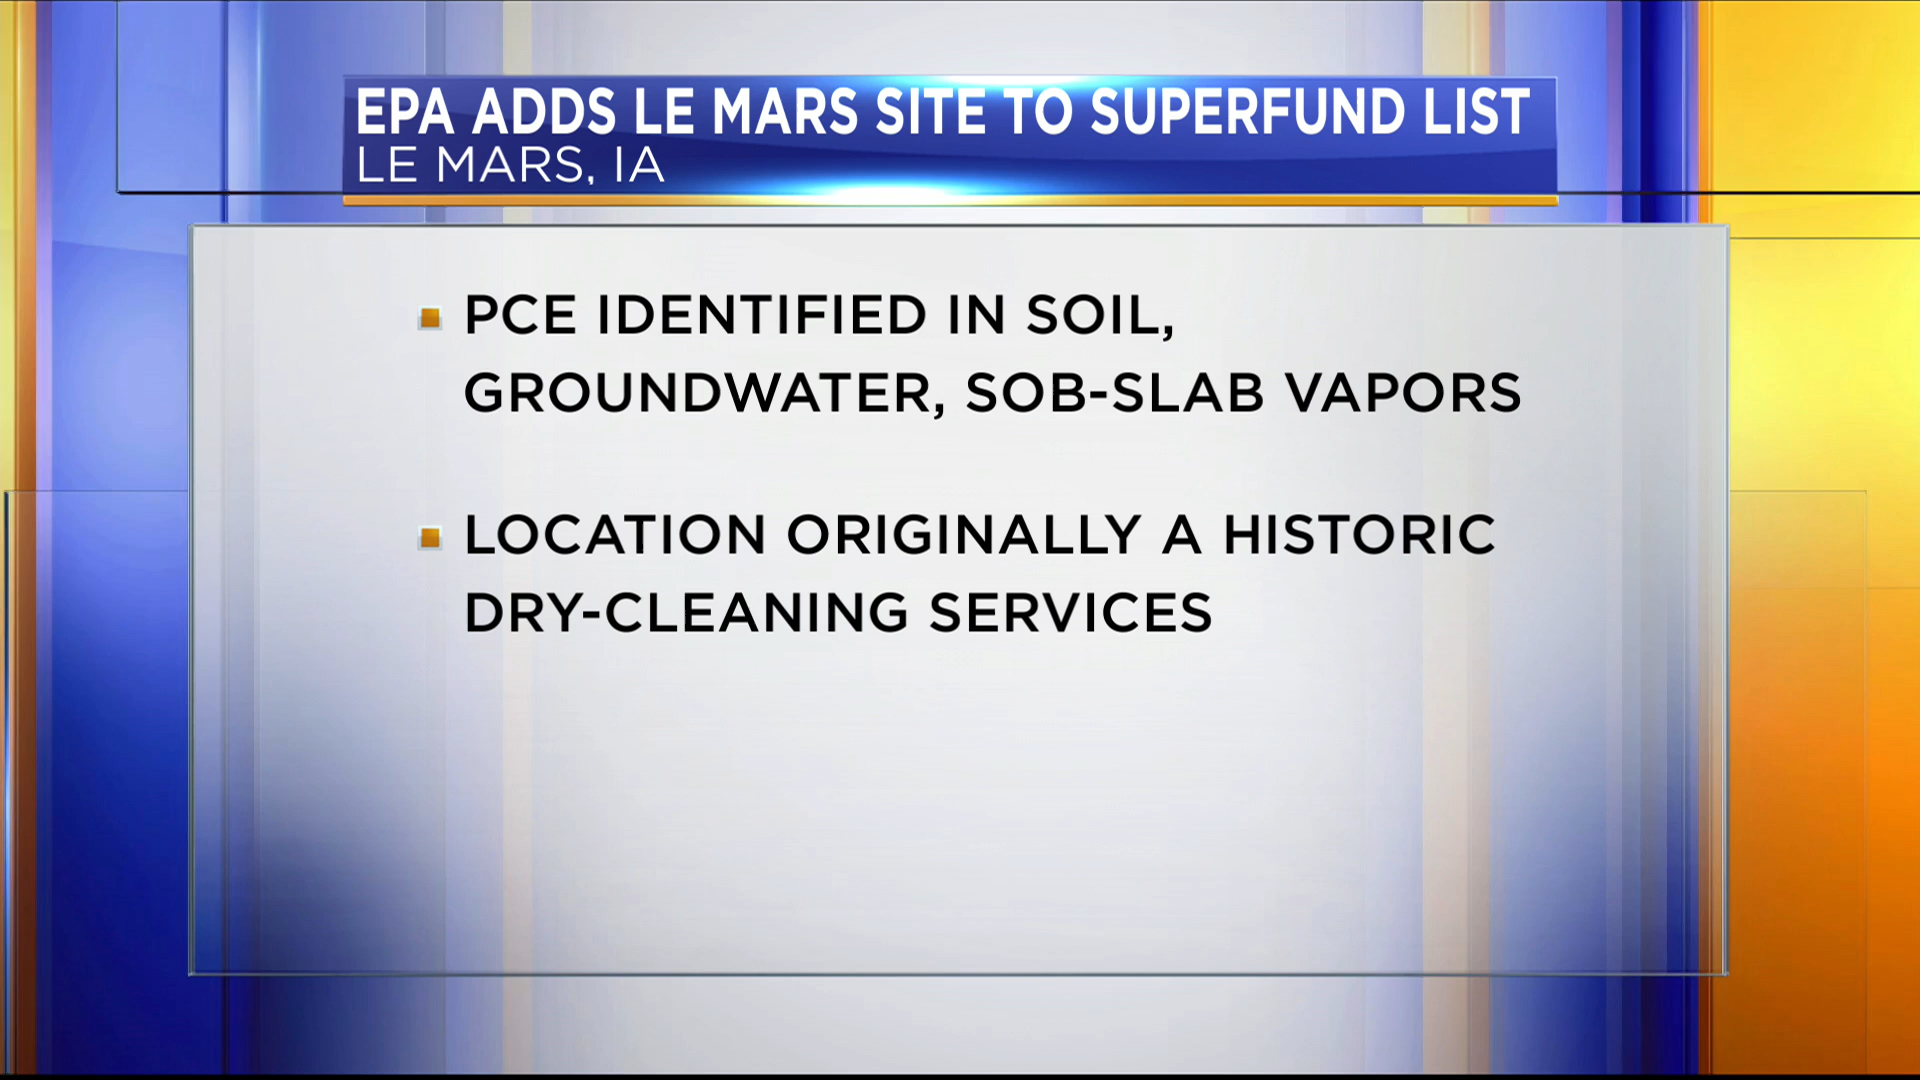 EPA ADDS LE MARS SITE TO SUPERFUND LIST
LE MARS, IA
PCE IDENTIFIED IN SOIL,
GROUNDWATER, SOB-SLAB VAPORS
LOCATION ORIGINALLY A HISTORIC
DRY-CLEANING SERVICES